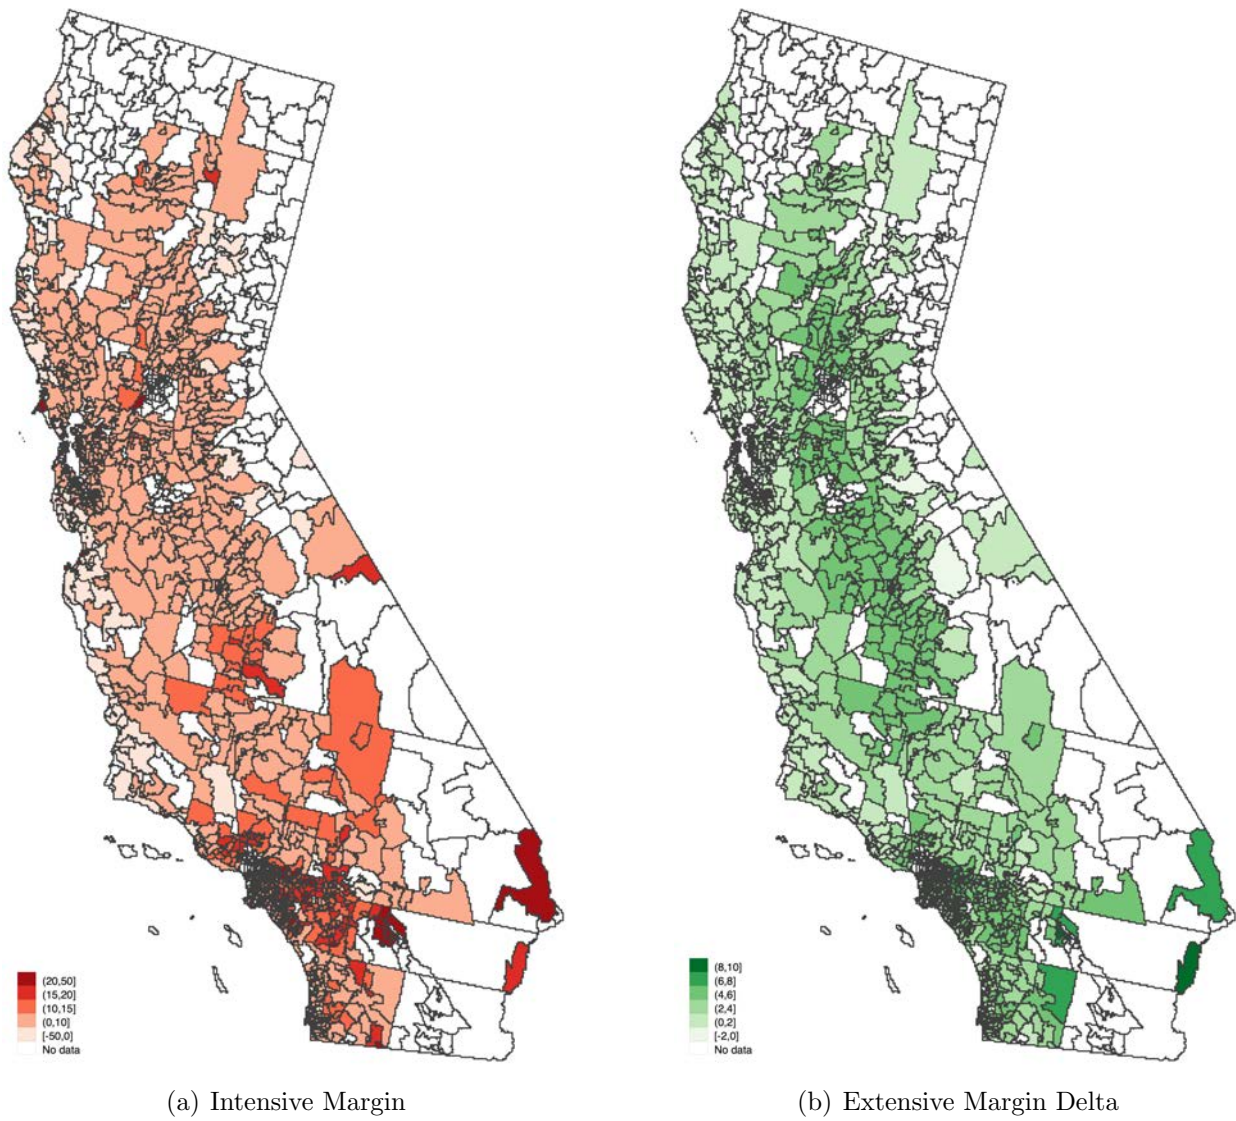 (20,50]
(15,20]
(10,15]
(0,10]
[-50,0]
No data
(8,10]
(6,8]
(4,6]
(2,4]
(0,2]
[-2,0]
No data
(a) Intensive Margin
(b) Extensive Margin Delta